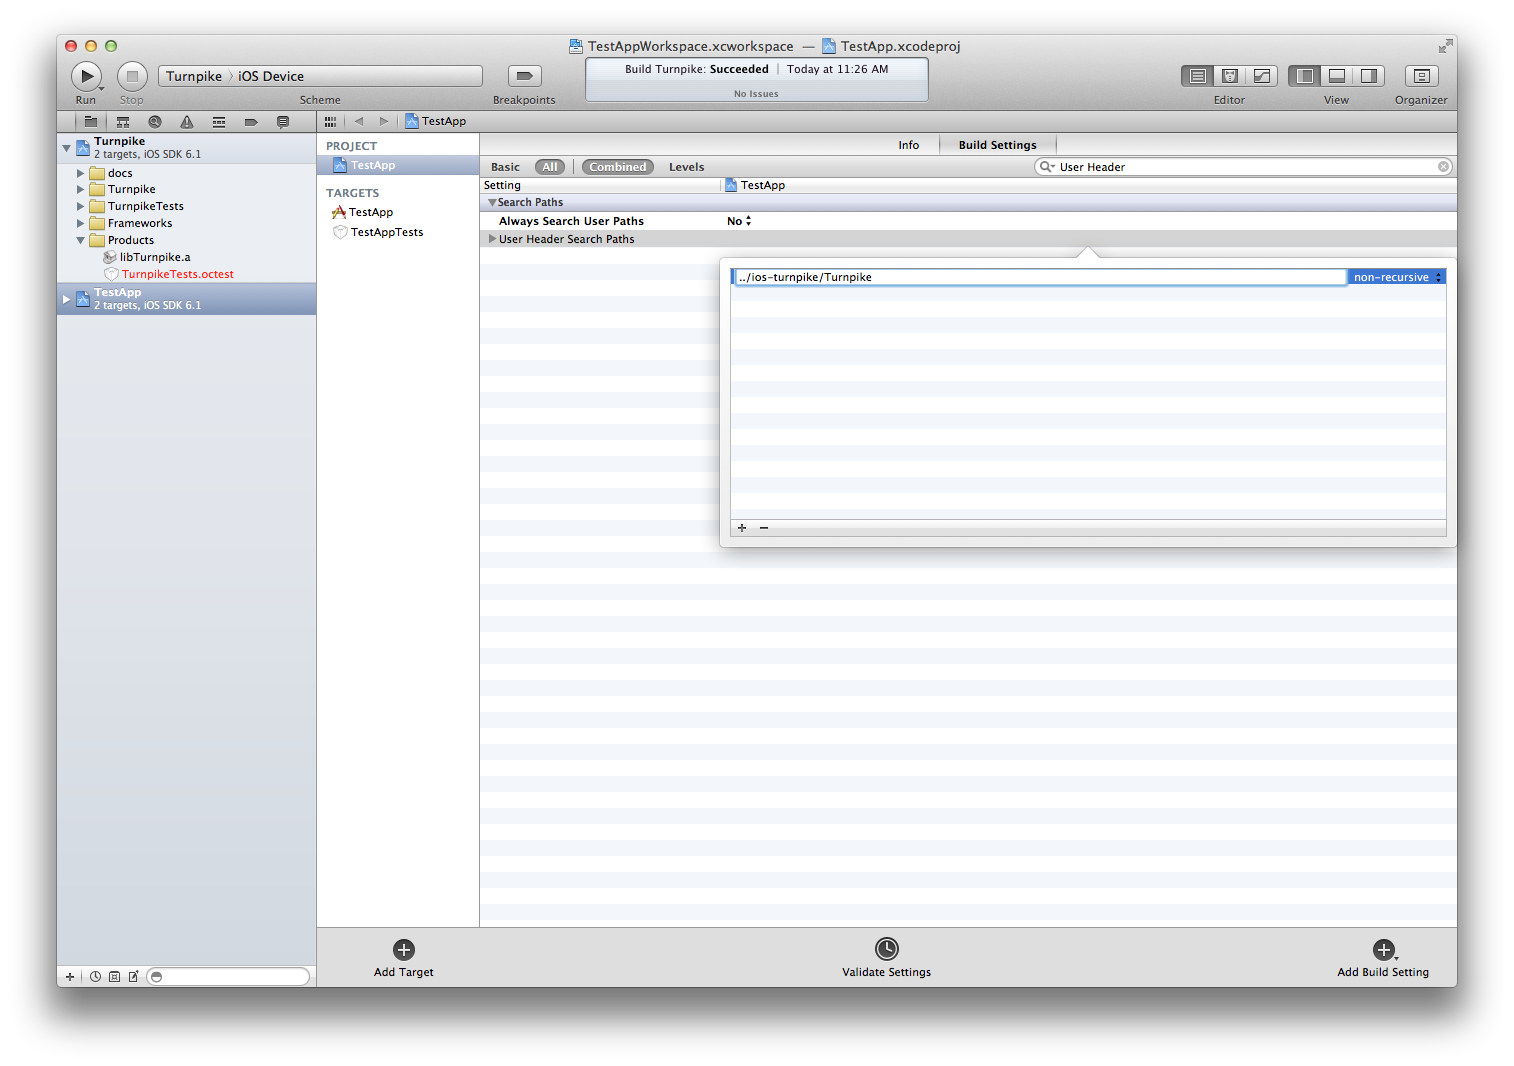 TestAppWorkspace.xcworkspace — TestApp.xcodeproj
Run
Stop
Turnpike iOS Device
Scheme
Breakpoints
Build Turnpike: Succeeded | Today at 11:26 AM
No Issues
Editor
View
Organizer
TestApp
Turnpike
2 targets, iOS SDK 6.1
docs
Turnpike
TurnpikeTests
Frameworks
Products
libTurnpike.a
TurnpikeTests.octest
TestApp
2 targets, iOS SDK 6.1
PROJECT
TestApp
TARGETS
TestApp
TestAppTests
Info
Build Settings
Basic All Combined Levels
User Header
Setting
TestApp
Search Paths
Always Search User Paths
No
User Header Search Paths
../ios-turnpike/Turnpike
non-recursive
Add Target
Validate Settings
Add Build Setting